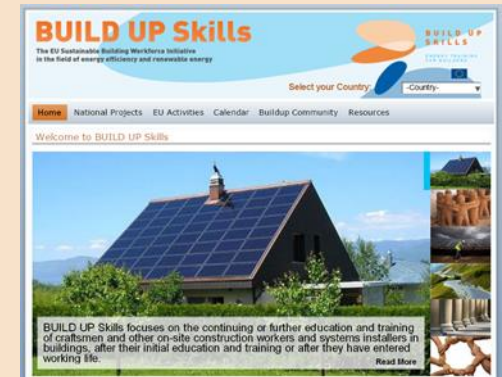 BUILD UP Skills
The EU Sustainable Building Workforce Initiative
in the field of energy efficiency and renewable energy
BUILD UP
SKILLS
ENERGY TRAINING
FOR BUILDERS
Select your Country:
-Country-
Home National Projects EU Activities Calendar Buildup Community Resources
Welcome to BUILD UP Skills
BUILD UP Skills focuses on the continuing or further education and training
of craftsmen and other on-site construction workers and systems installers in
buildings, after their initial education and training or after they have entered
working life.
Read More